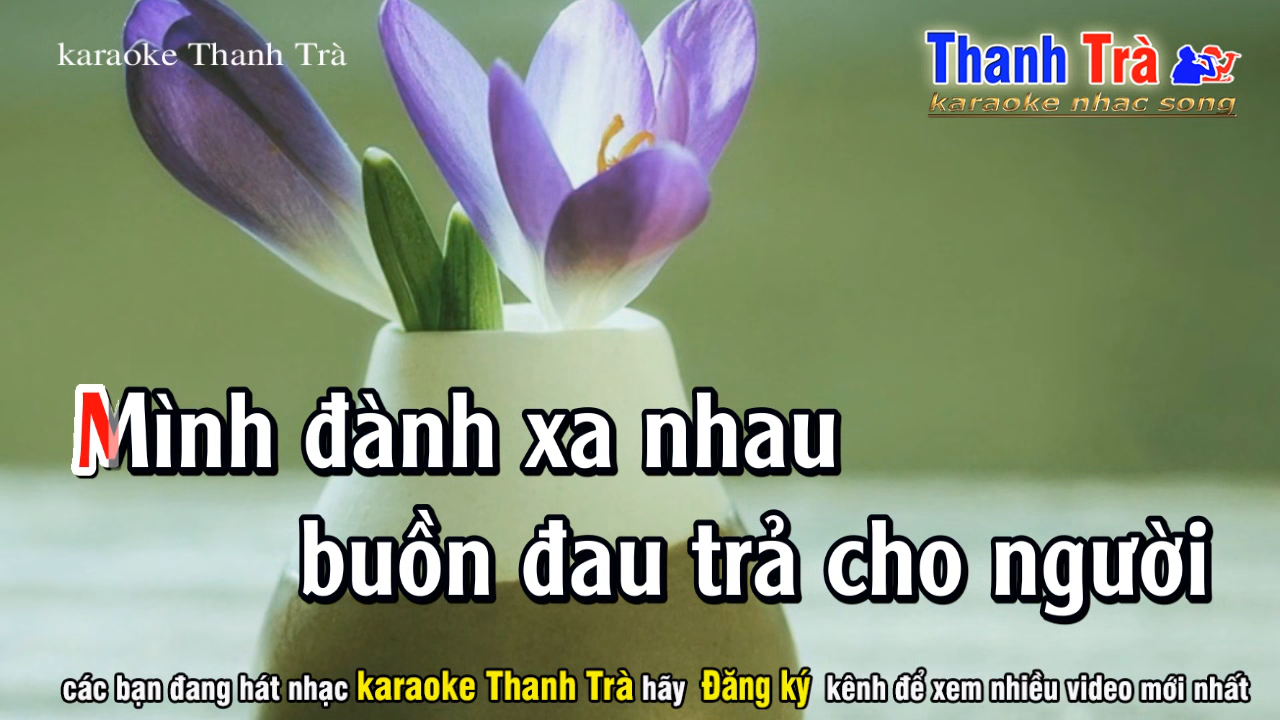 karaoke Thanh Trà
Thanh Trà
karaoke nhac song
Mình đành xa nhau
buồn đau trả cho người
các bạn đang hát nhạc karaoke Thanh Trà hãy Đăng ký kênh để xem nhiều video mới nhất